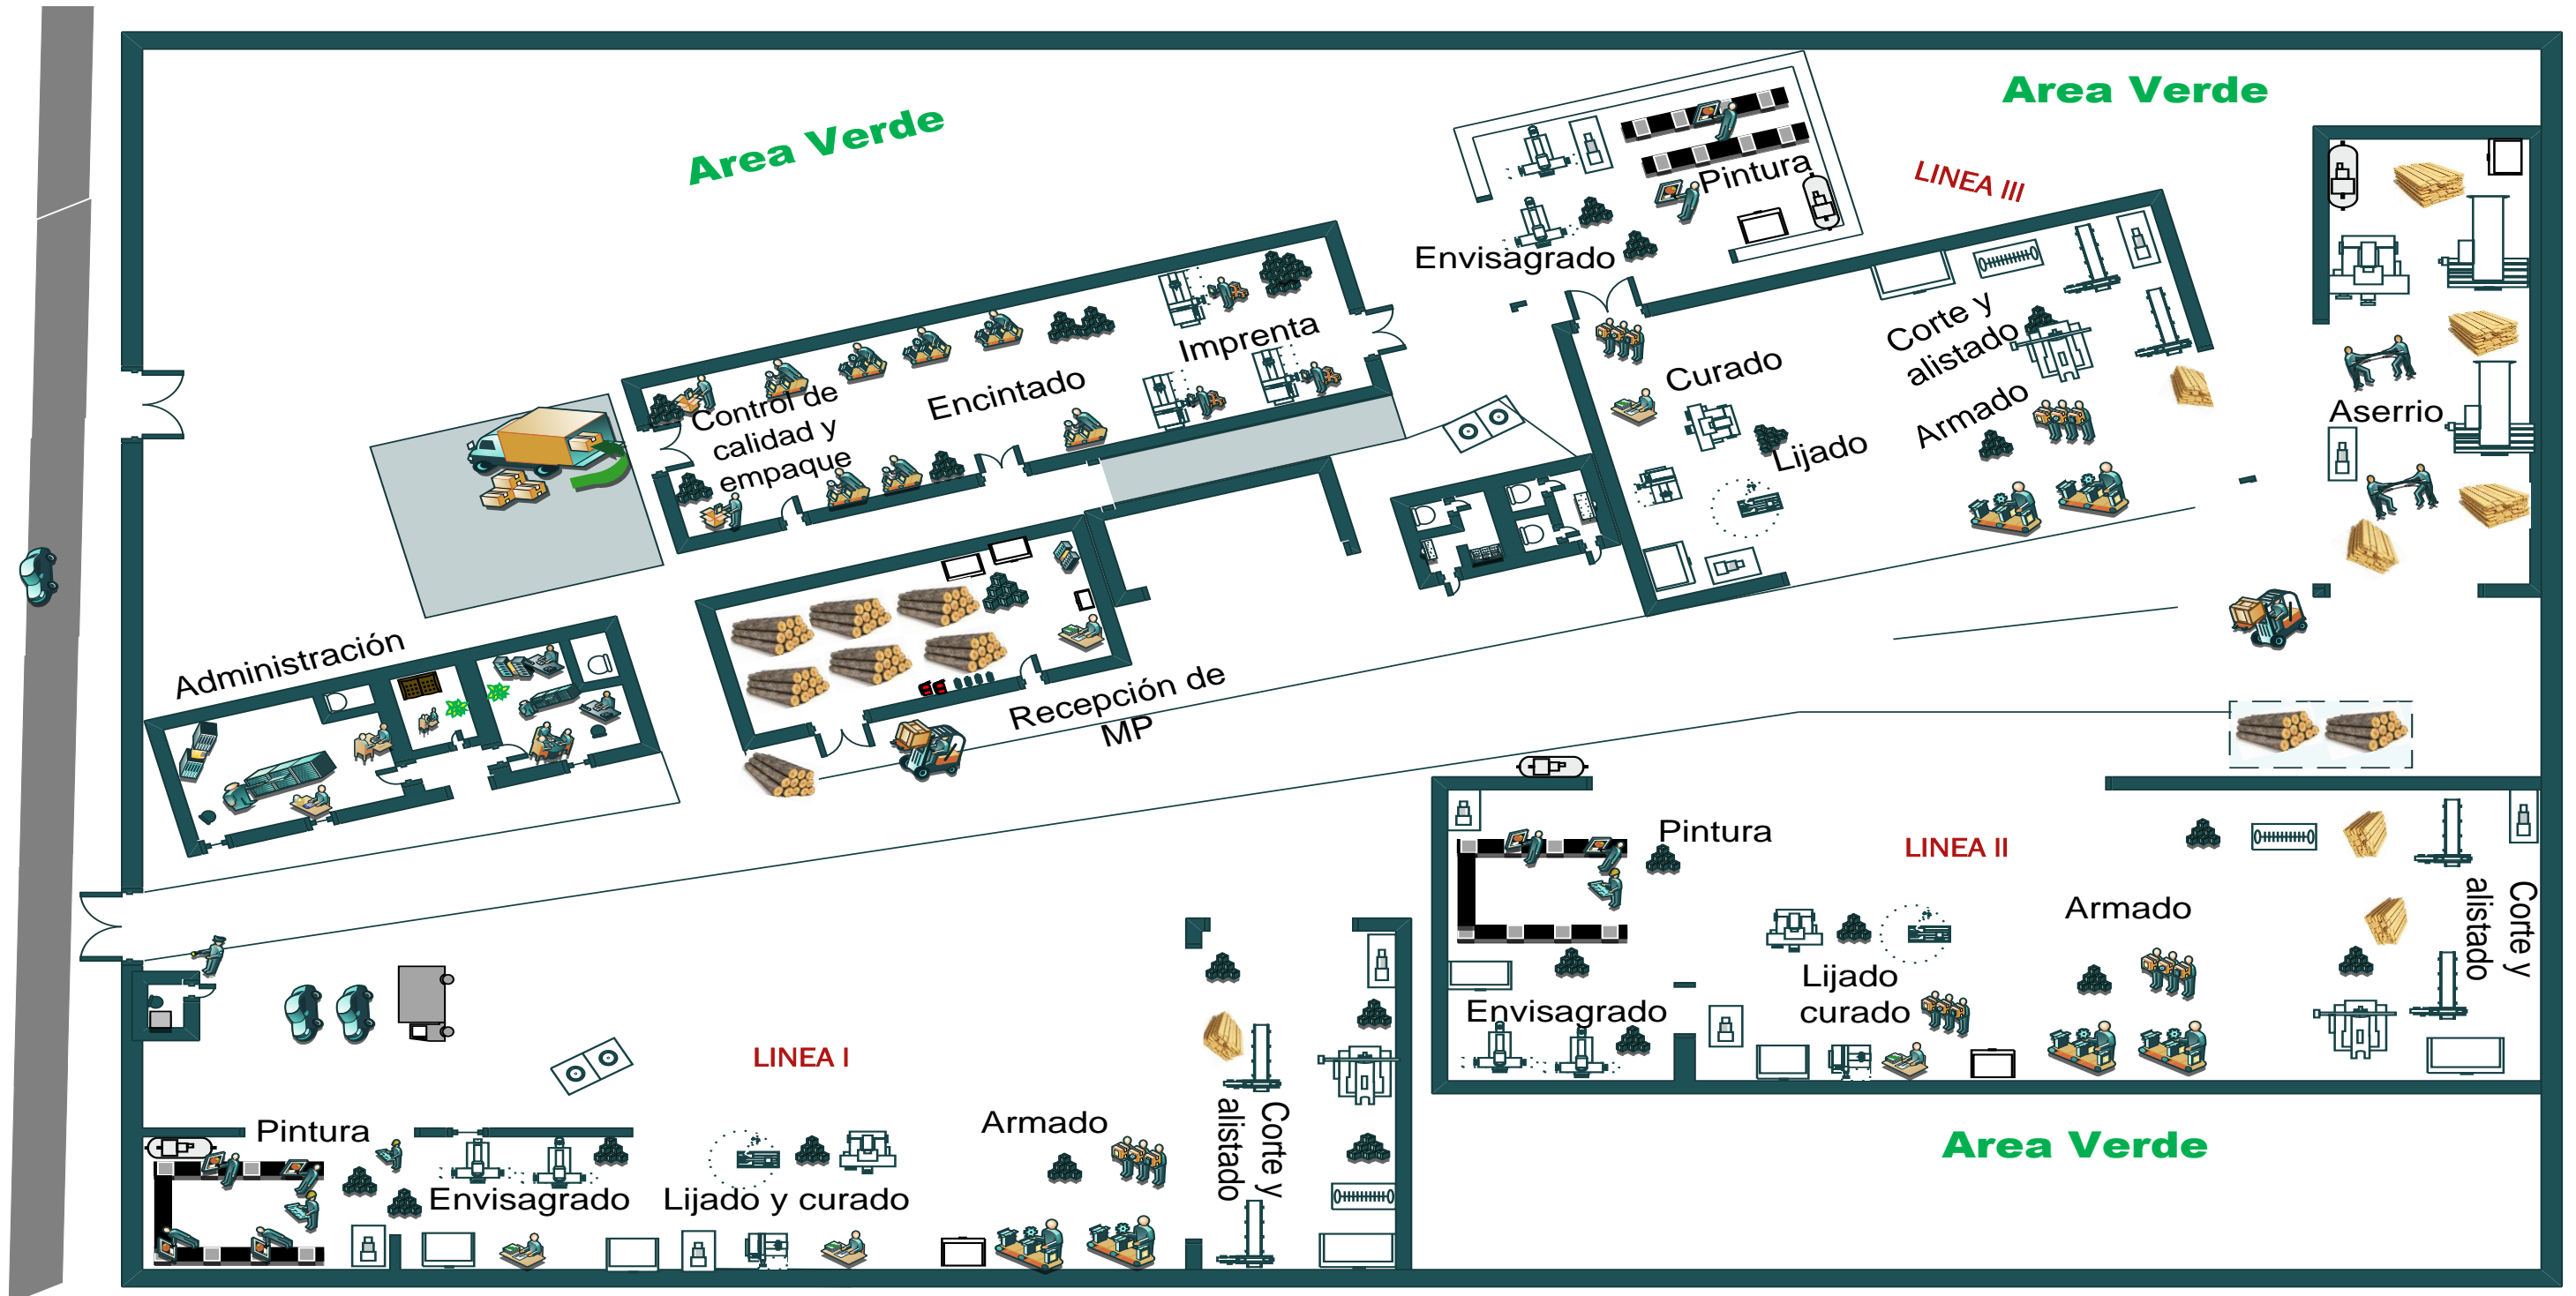 Area Verde
Area Verde
Pintura
LINEA III
Envisagrado
Imprenta
Corte y
alistado
Curado
Encintado
Control de
calidad y
empaque
Armado
Lijado
Aserrio
Administración
Recepción de
MP
Pintura
LINEA II
Armado
Corte y
alistado
Lijado
curado
Envisagrado
LINEA I
Pintura
Armado
Corte y
alistado
Envisagrado
Lijado y curado
Area Verde